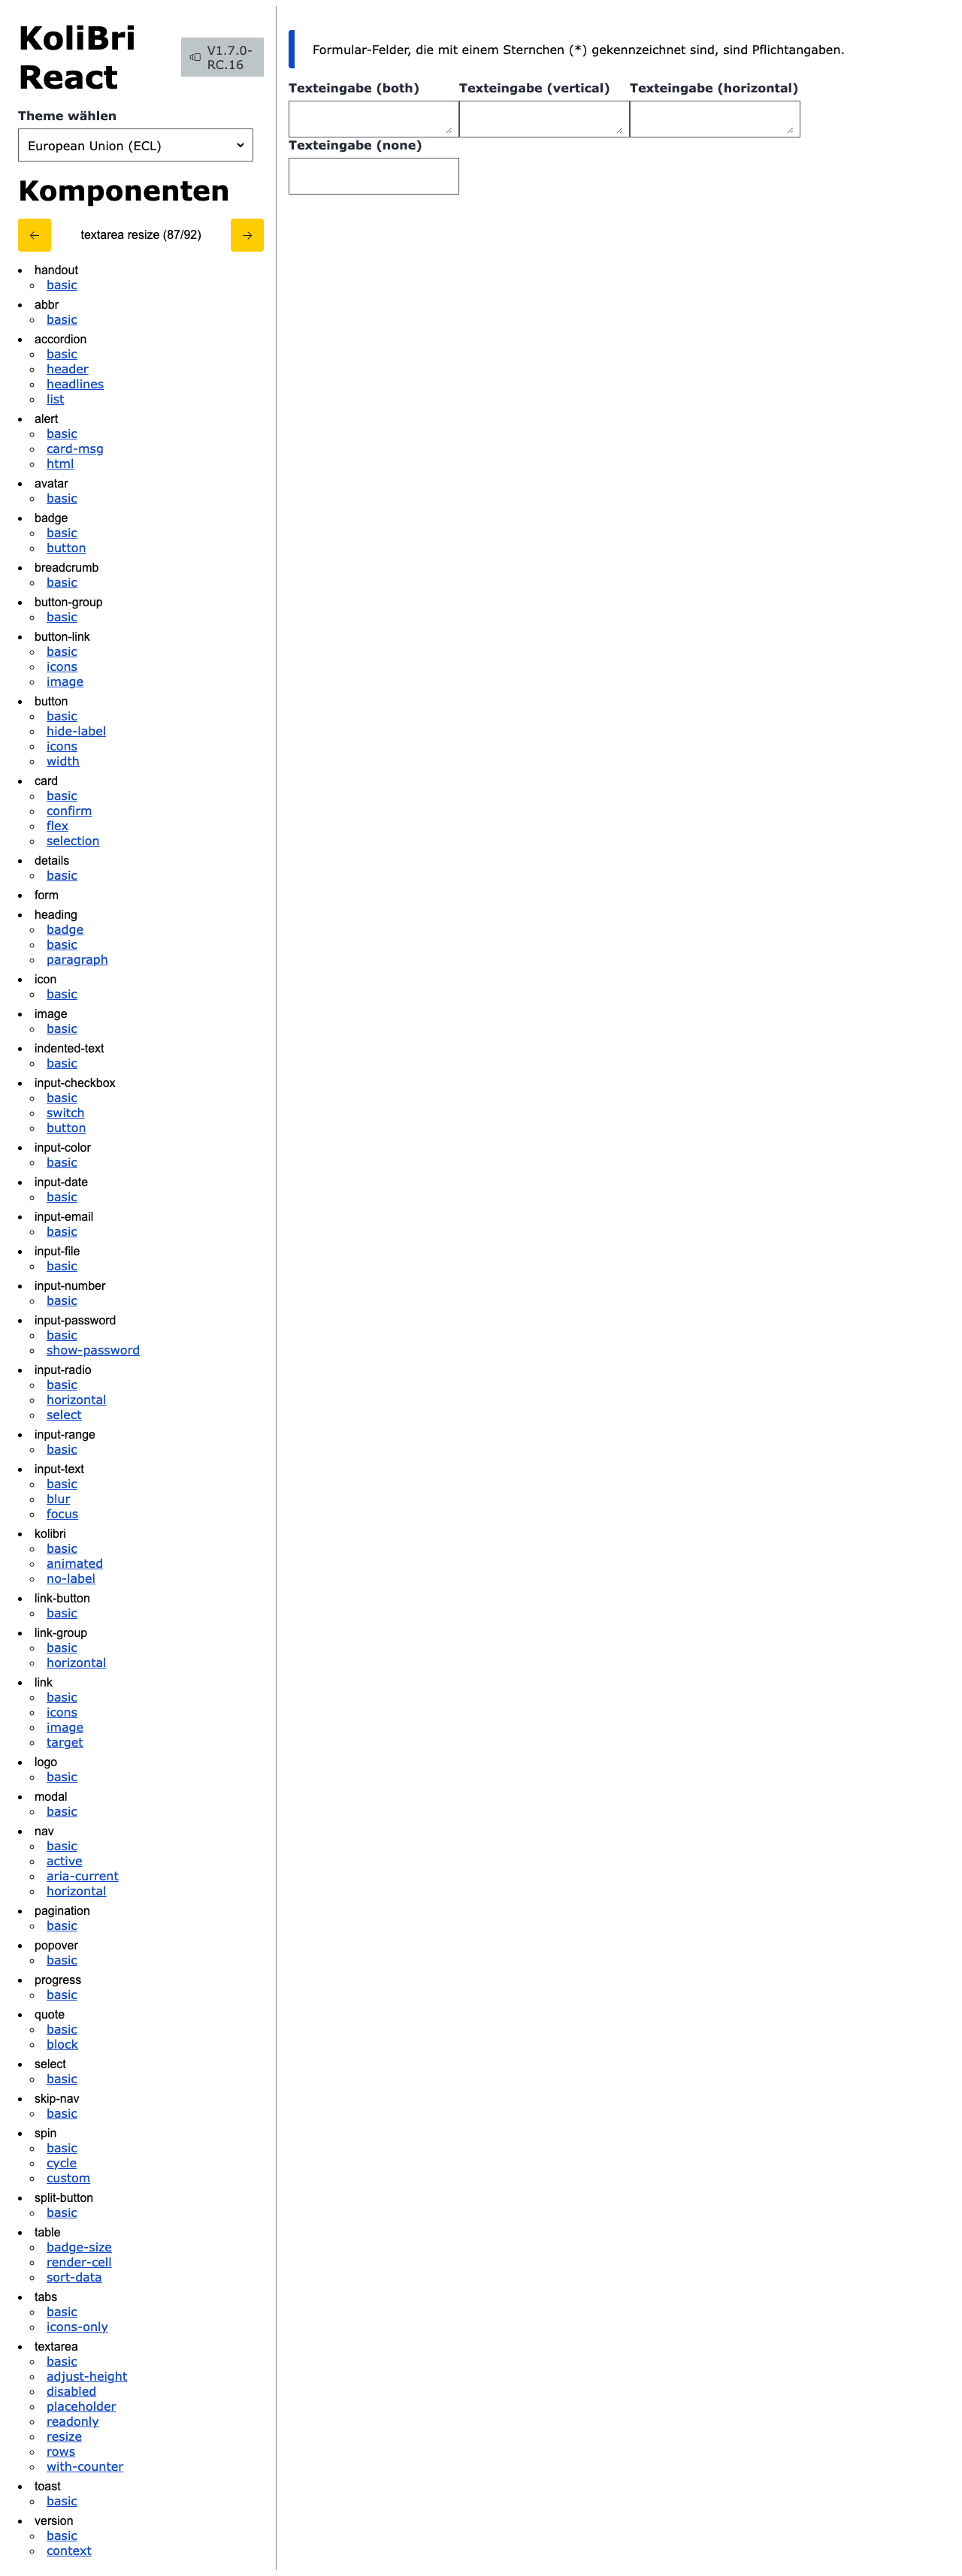 KoliBri
React
V1.7.0-
RC.16
Theme wählen
European Union (ECL)
Komponenten
textarea resize (87/92)
handout
basic
abbr
basic
accordion
basic
header
headlines
list
alert
basic
card-msg
html
avatar
basic
badge
basic
button
breadcrumb
basic
button-group
basic
button-link
basic
icons
image
button
basic
hide-label
icons
width
card
basic
confirm
flex
selection
details
basic
form
heading
badge
basic
paragraph
icon
basic
image
basic
indented-text
basic
input-checkbox
basic
switch
button
input-color
basic
input-date
basic
input-email
basic
input-file
basic
input-number
basic
input-password
basic
show-password
input-radio
basic
horizontal
select
input-range
basic
input-text
basic
blur
focus
kolibri
basic
animated
no-label
link-button
basic
link-group
basic
horizontal
link
basic
icons
image
target
logo
basic
modal
basic
nav
basic
active
aria-current
horizontal
pagination
basic
popover
basic
progress
basic
quote
basic
block
select
basic
skip-nav
basic
spin
basic
cycle
custom
split-button
basic
table
badge-size
render-cell
sort-data
tabs
basic
icons-only
textarea
basic
adjust-height
disabled
placeholder
readonly
resize
rows
with-counter
toast
basic
version
basic
context
Formular-Felder, die mit einem Sternchen (*) gekennzeichnet sind, sind Pflichtangaben.
Texteingabe (both) Texteingabe (vertical) Texteingabe (horizontal)
Texteingabe (none)